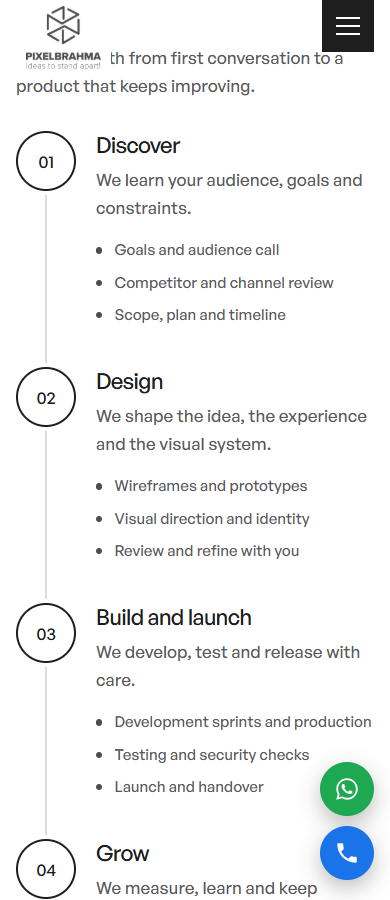 PIXELBRAHMA
Ideas to stand apart!
th from first conversation to a
product that keeps improving.
01
Discover
We learn your audience, goals and
constraints.
Goals and audience call
Competitor and channel review
Scope, plan and timeline
02
Design
We shape the idea, the experience
and the visual system.
Wireframes and prototypes
Visual direction and identity
Review and refine with you
03
Build and launch
We develop, test and release with
care.
Development sprints and production
Testing and security checks
Launch and handover
04
Grow
We measure, learn and keep